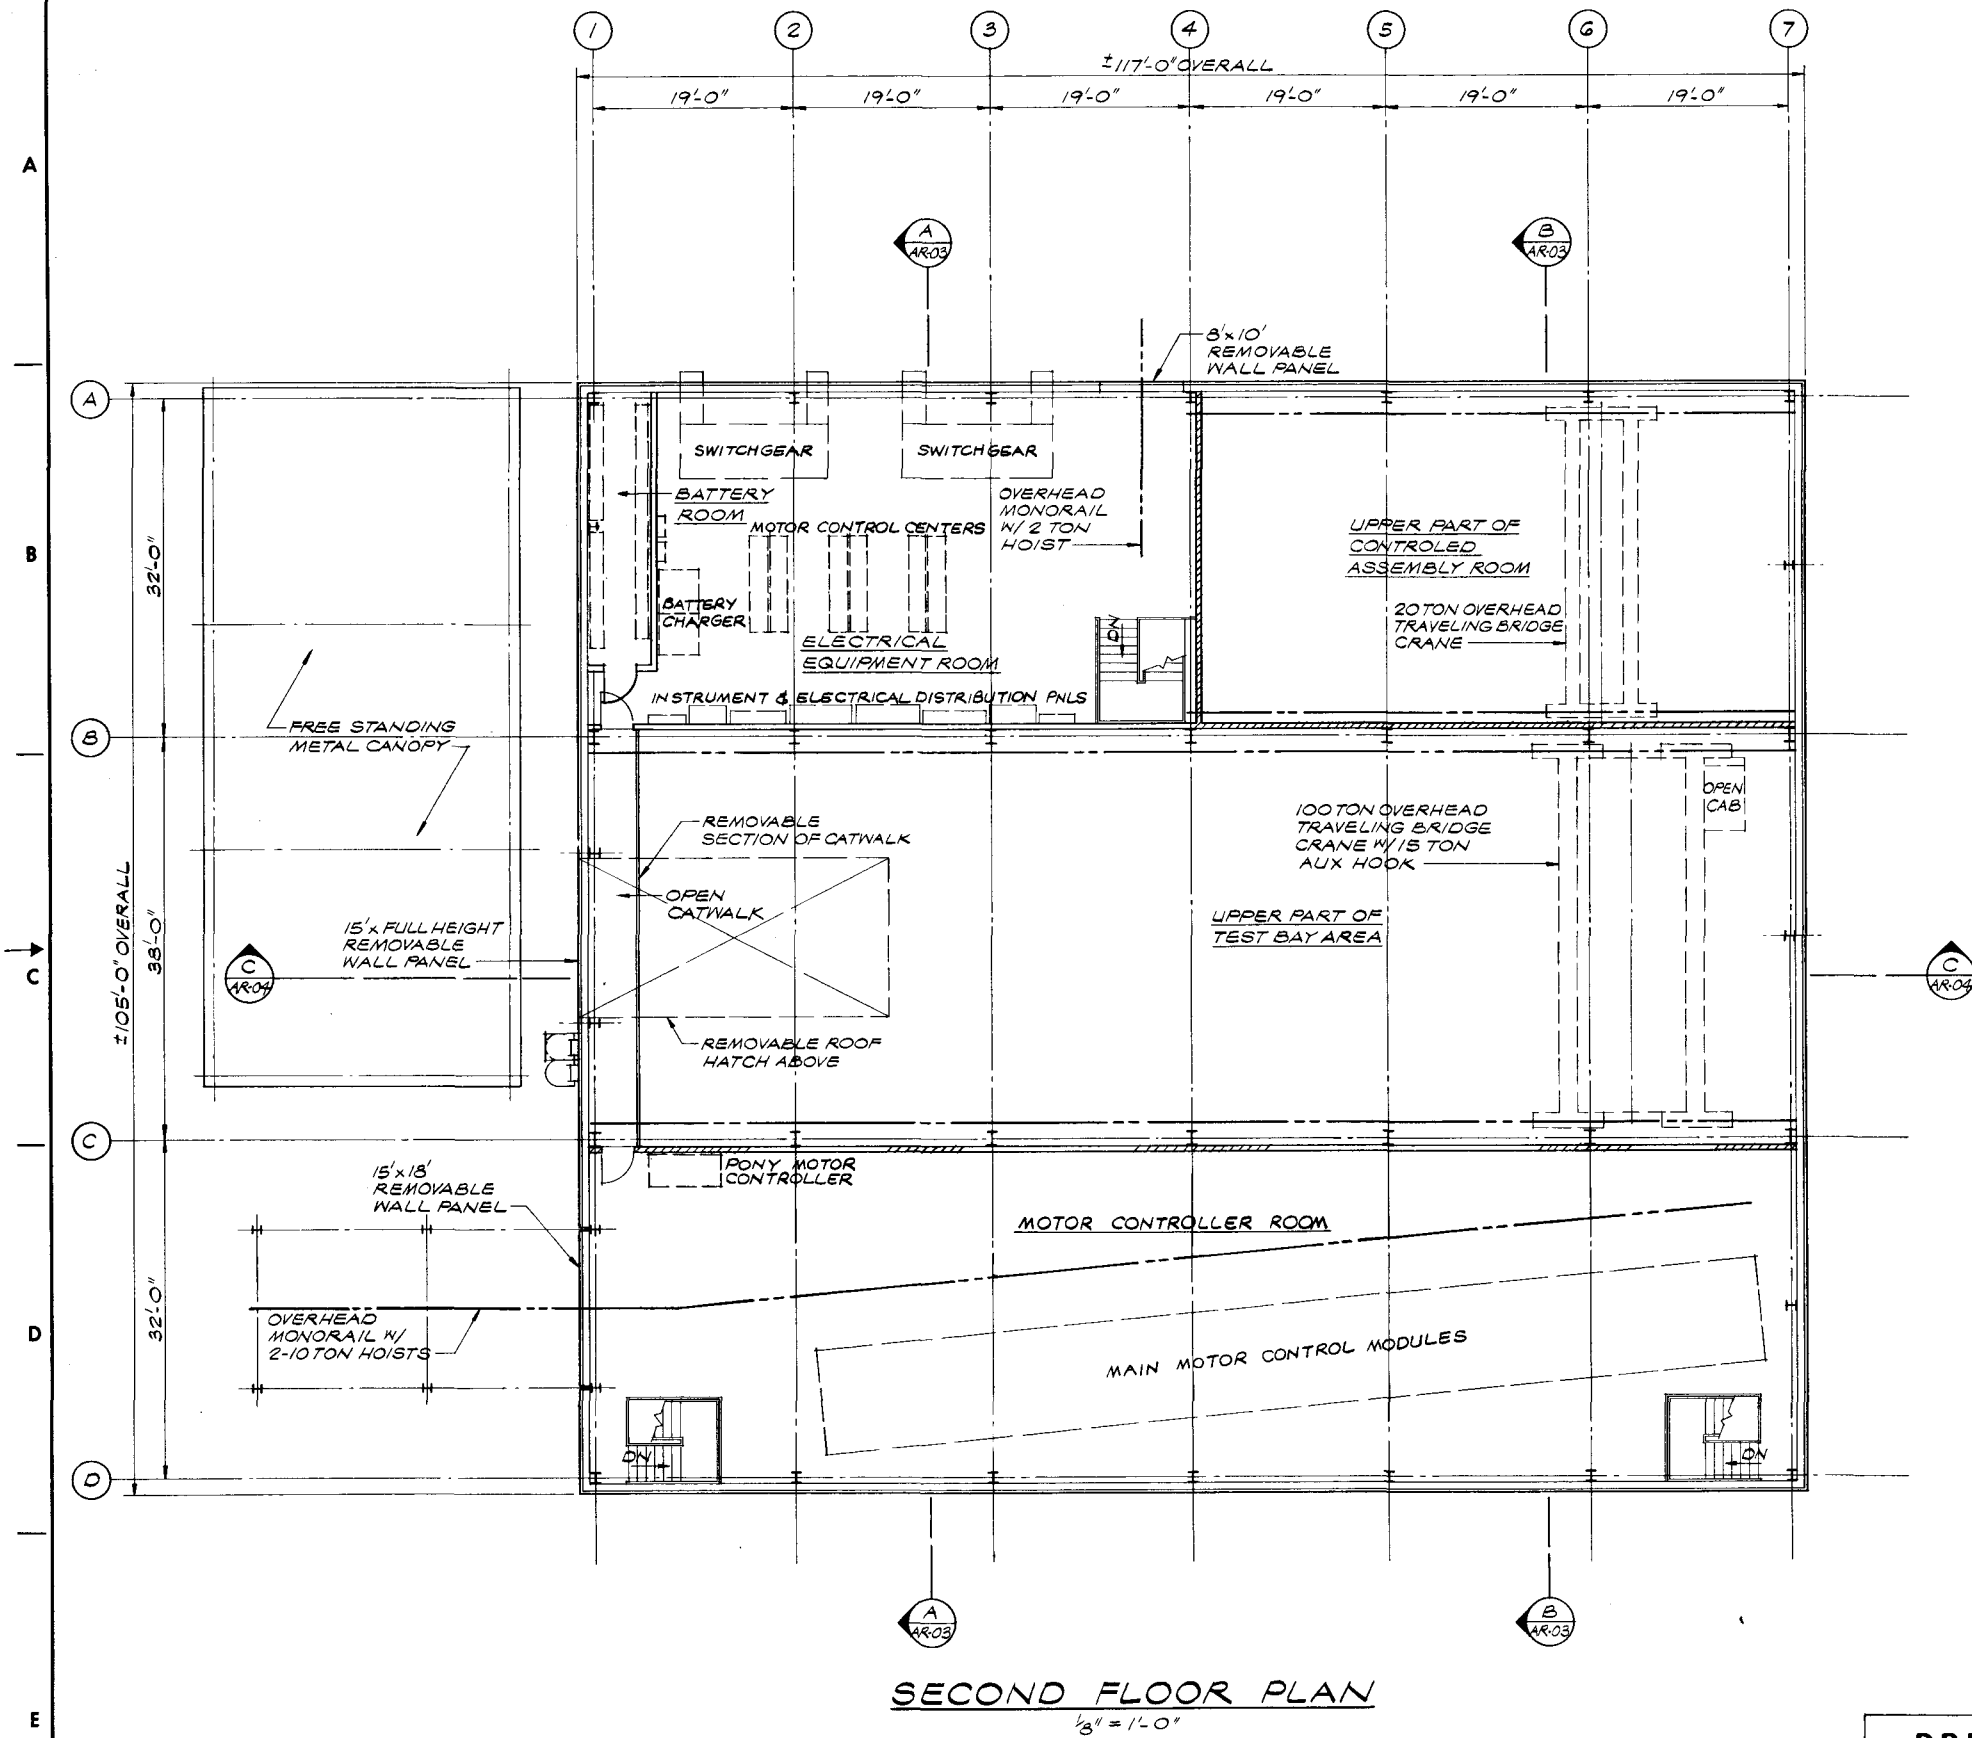 1 2 3 4 5 6 7
±117'-0" OVERALL
19'-0" 19'-0" 19'-0" 19'-0" 19'-0" 19'-0"
A
A
AR-03
B
AR-03
8'x10'
REMOVABLE
WALL PANEL
A
SWITCHGEAR
SWITCHGEAR
BATTERY
ROOM
MOTOR CONTROL CENTERS
OVERHEAD
MONORAIL
W/ 2 TON
HOIST
UPPER PART OF
CONTROLED
ASSEMBLY ROOM
B
32'-0"
BATTERY
CHARGER
ELECTRICAL
EQUIPMENT ROOM
DN
20 TON OVERHEAD
TRAVELING BRIDGE
CRANE
INSTRUMENT & ELECTRICAL DISTRIBUTION PNLS
FREE STANDING
METAL CANOPY
B
REMOVABLE
SECTION OF CATWALK
100 TON OVERHEAD
TRAVELING BRIDGE
CRANE W/ 15 TON
AUX HOOK
OPEN
CAB
OPEN
CATWALK
UPPER PART OF
TEST BAY AREA
±105'-0" OVERALL
38'-0"
15'x FULL HEIGHT
REMOVABLE
WALL PANEL
C
C
AR-04
C
AR-04
REMOVABLE ROOF
HATCH ABOVE
C
15'x18'
REMOVABLE
WALL PANEL
PONY MOTOR
CONTROLLER
MOTOR CONTROLLER ROOM
32'-0"
D
OVERHEAD
MONORAIL W/
2-10 TON HOISTS
MAIN MOTOR CONTROL MODULES
DN
DN
D
A
AR-03
B
AR-03
SECOND FLOOR PLAN
1/8" = 1'-0"
E